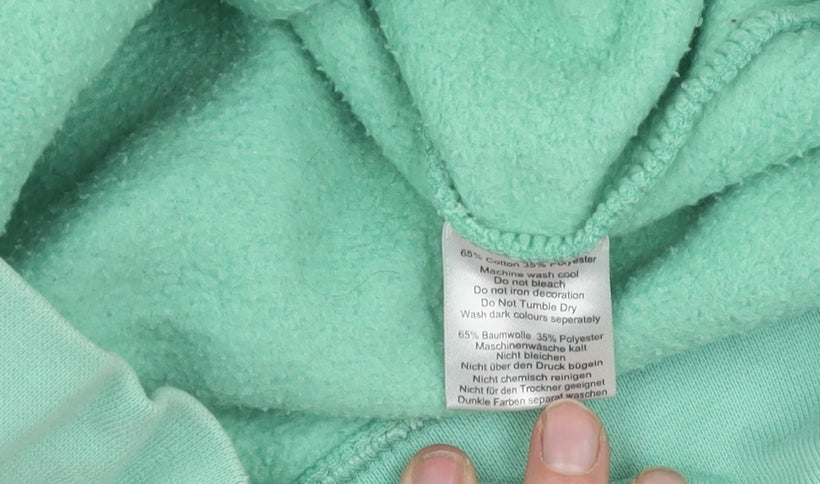 65% Cotton 35% Polyester
Machine wash cool
Do not bleach
Do not iron decoration
Do Not Tumble Dry
Wash dark colours seperately
65% Baumwolle 35% Polyester
Maschinenwäsche kalt
Nicht bleichen
Nicht über den Druck bügeln
Nicht chemisch reinigen
Nicht für den Trockner geeignet
Dunkle Farben separat waschen